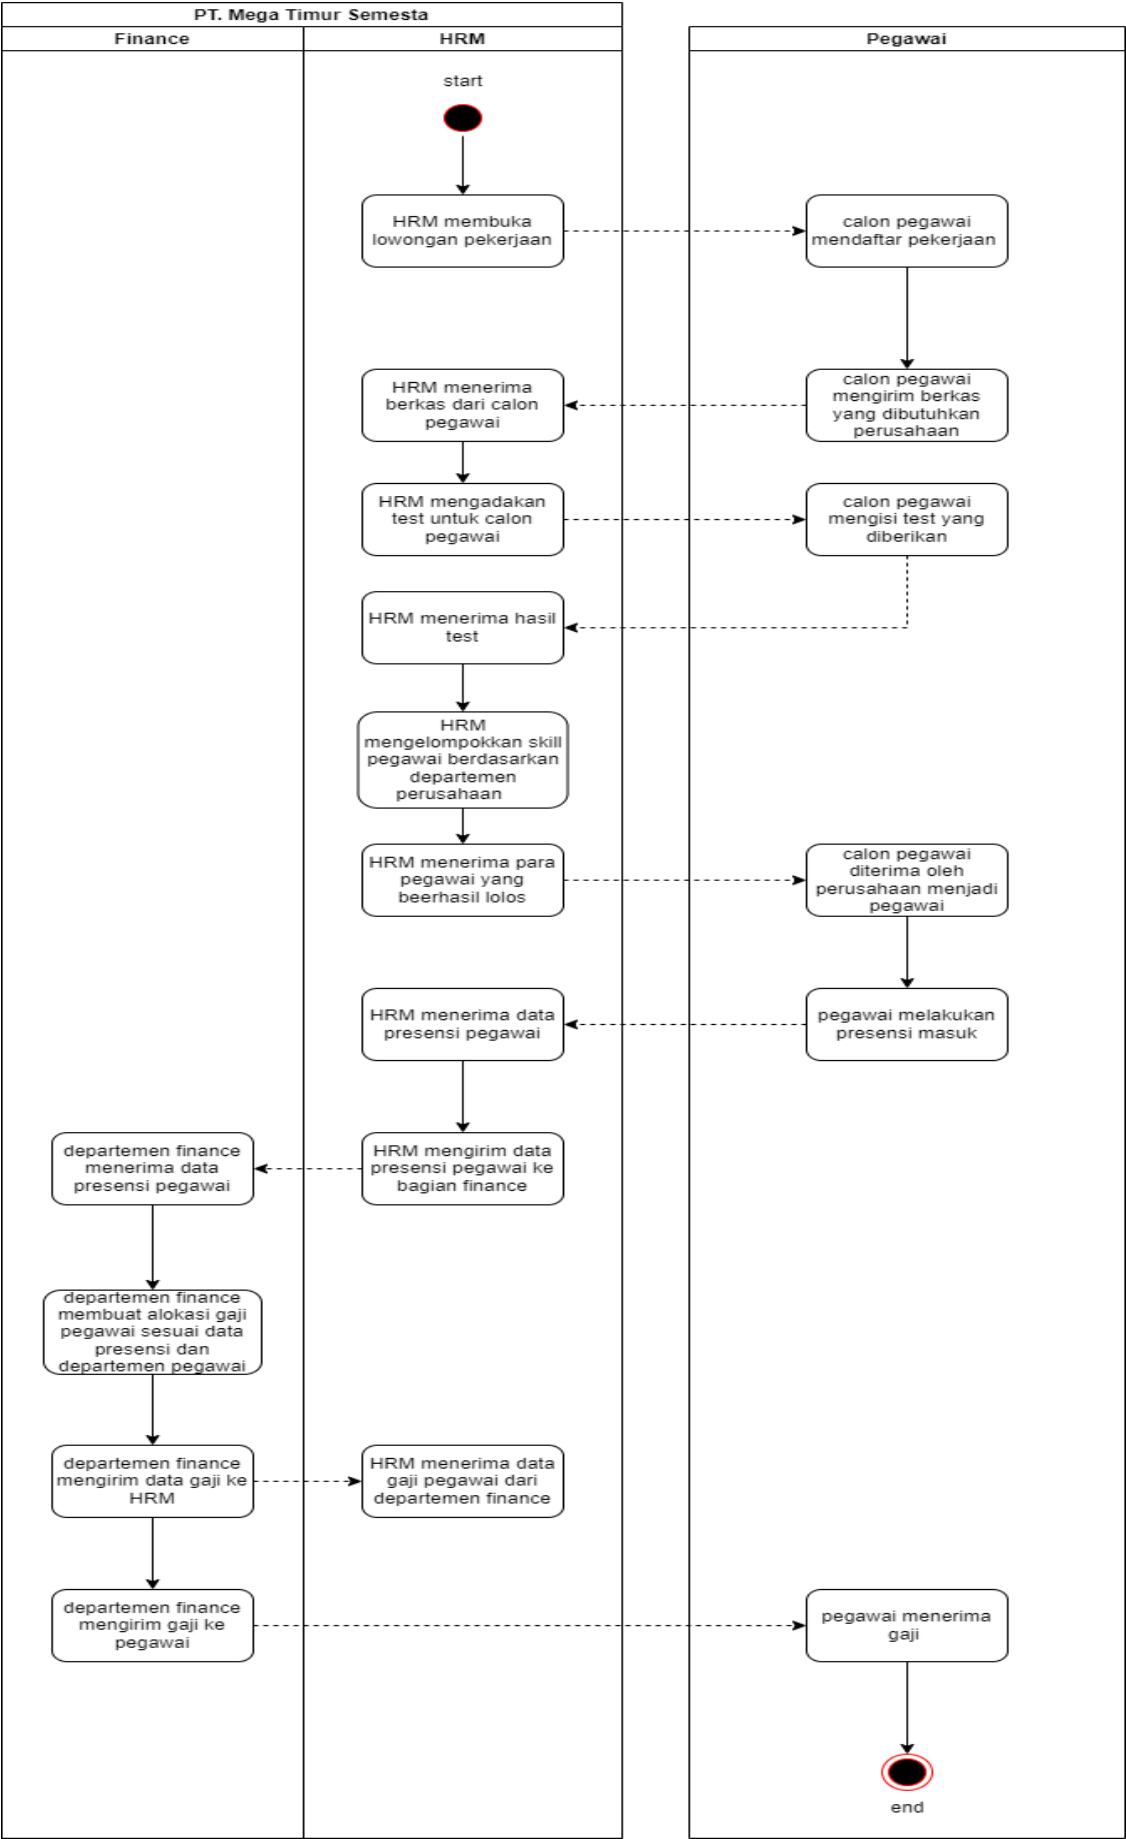 PT. Mega Timur Semesta
Finance
HRM
Pegawai
start
HRM membuka
lowongan pekerjaan
calon pegawai
mendaftar pekerjaan
HRM menerima
berkas dari calon
pegawai
calon pegawai
mengirim berkas
yang dibutuhkan
perusahaan
HRM mengadakan
test untuk calon
pegawai
calon pegawai
mengisi test yang
diberikan
HRM menerima hasil
test
HRM
mengelompokkan skill
pegawai berdasarkan
departemen
perusahaan
HRM menerima para
pegawai yang
beerhasil lolos
calon pegawai
diterima oleh
perusahaan menjadi
pegawai
HRM menerima data
presensi pegawai
pegawai melakukan
presensi masuk
departemen finance
menerima data
presensi pegawai
HRM mengirim data
presensi pegawai ke
bagian finance
departemen finance
membuat alokasi gaji
pegawai sesuai data
presensi dan
departemen pegawai
departemen finance
mengirim data gaji ke
HRM
HRM menerima data
gaji pegawai dari
departemen finance
departemen finance
mengirim gaji ke
pegawai
pegawai menerima
gaji
end